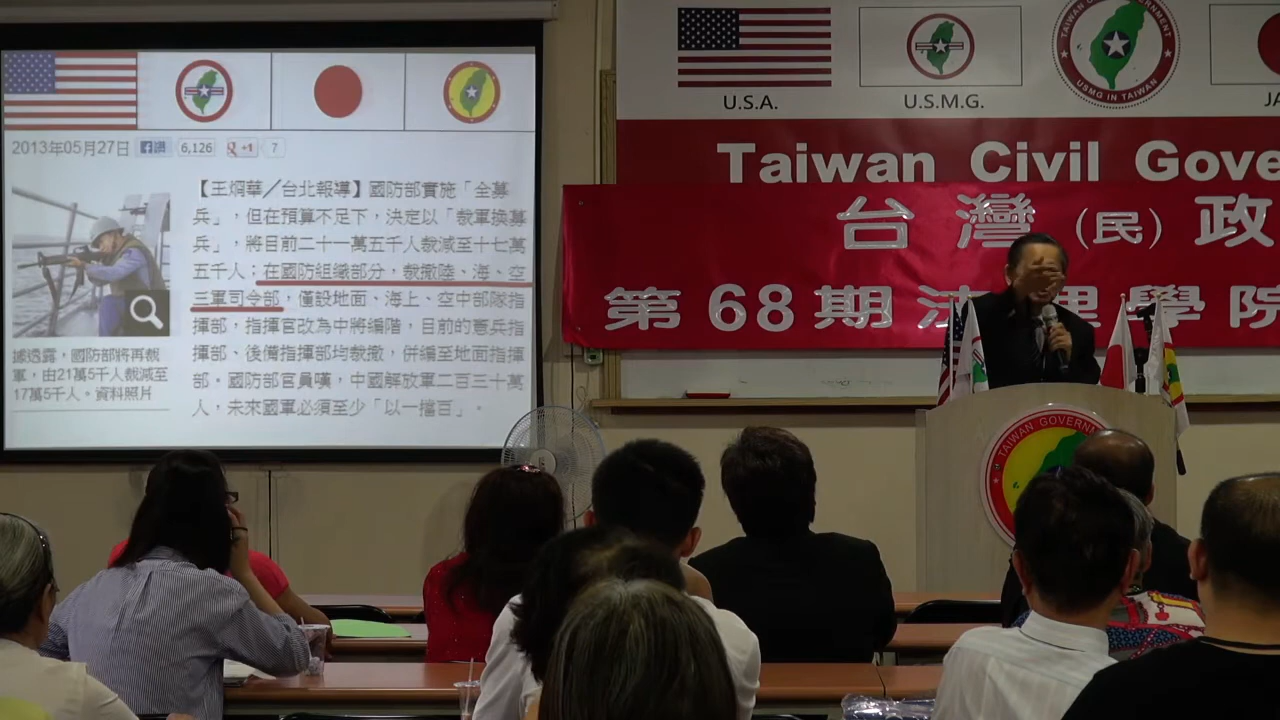 2013年05月27日 讚 6,126 +1 7
【王烱華╱台北報導】國防部實施「全募
兵」，但在預算不足下，決定以「裁軍換募
兵」，將目前二十一萬五千人裁減至十七萬
五千人；在國防組織部分，裁撤陸、海、空
三軍司令部，僅設地面、海上、空中部隊指
揮部，指揮官改為中將編階，目前的憲兵指
揮部、後備指揮部均裁撤，併編至地面指揮
部。國防部官員嘆，中國解放軍二百三十萬
人，未來國軍必須至少「以一擋百」。
據透露，國防部將再裁
軍，由21萬5千人裁減至
17萬5千人。資料照片
U.S.A.
U.S.M.G.
TAIWAN GOVERNMENT
USMG IN TAIWAN
JA
Taiwan Civil Gove
台灣(民)政
第68期法理學院
TAIWAN GOVERNMENT